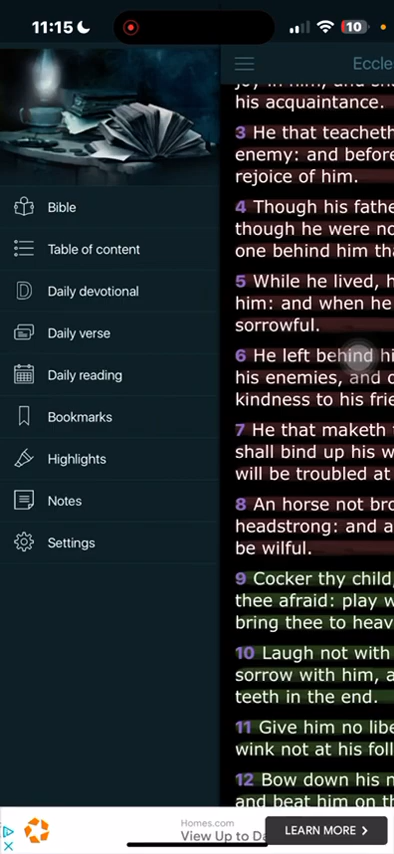 11:15
10
Eccle
his acquaintance.
3 He that teacheth
enemy: and before
rejoice of him.
4 Though his fathe
though he were no
one behind him tha
5 While he lived, h
him: and when he
sorrowful.
6 He left behind hi
his enemies, and o
kindness to his frie
7 He that maketh
shall bind up his w
will be troubled at
8 An horse not bro
headstrong: and a
be wilful.
9 Cocker thy child,
thee afraid: play w
bring thee to heav
10 Laugh not with
sorrow with him, a
teeth in the end.
11 Give him no libe
wink not at his foll
12 Bow down his n
and beat him on th
Bible
Table of content
Daily devotional
Daily verse
Daily reading
Bookmarks
Highlights
Notes
Settings
Homes.com
View Up to Da
LEARN MORE >